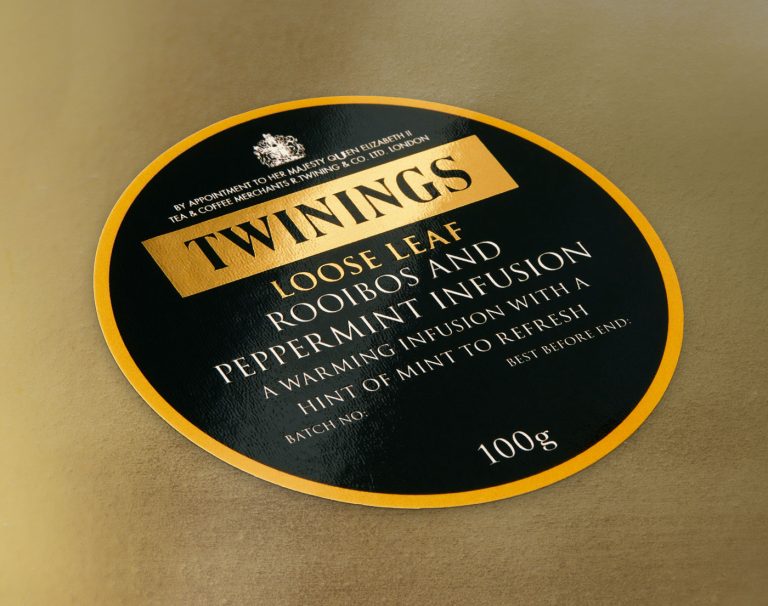 BY APPOINTMENT TO HER MAJESTY QUEEN ELIZABETH II
TEA & COFFEE MERCHANTS R.TWINING & CO. LTD. LONDON
TWININGS
LOOSE LEAF
ROOIBOS AND
PEPPERMINT INFUSION
A WARMING INFUSION WITH A
HINT OF MINT TO REFRESH
BATCH NO:
BEST BEFORE END:
100g